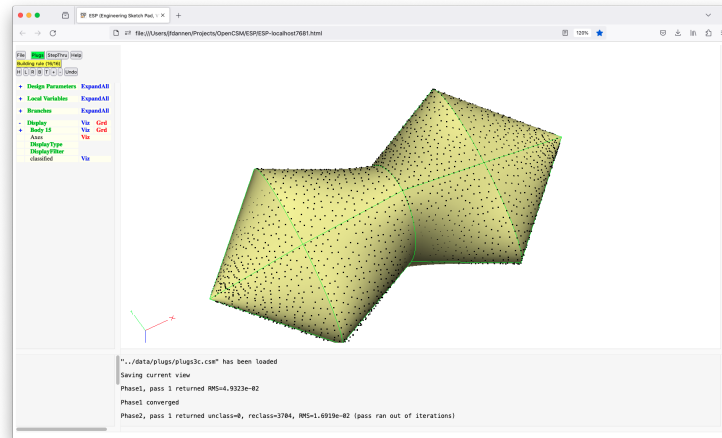 ESP (Engineering Sketch Pad,
file:///Users/jfdannen/Projects/OpenCSM/ESP/ESP-localhost7681.html
120%
File Plugs StepThru Help
Building rule (16/16)
H L R B T + - Undo
+ Design Parameters ExpandAll
+ Local Variables ExpandAll
+ Branches ExpandAll
- Display Viz Grd
+ Body 15 Viz Grd
Axes Viz
DisplayType
DisplayFilter
classified Viz
X
"../data/plugs/plugs3c.csm" has been loaded
Saving current view
Phase1, pass 1 returned RMS=4.9323e-02
Phase1 converged
Phase2, pass 1 returned unclass=0, reclass=3704, RMS=1.6919e-02 (pass ran out of iterations)